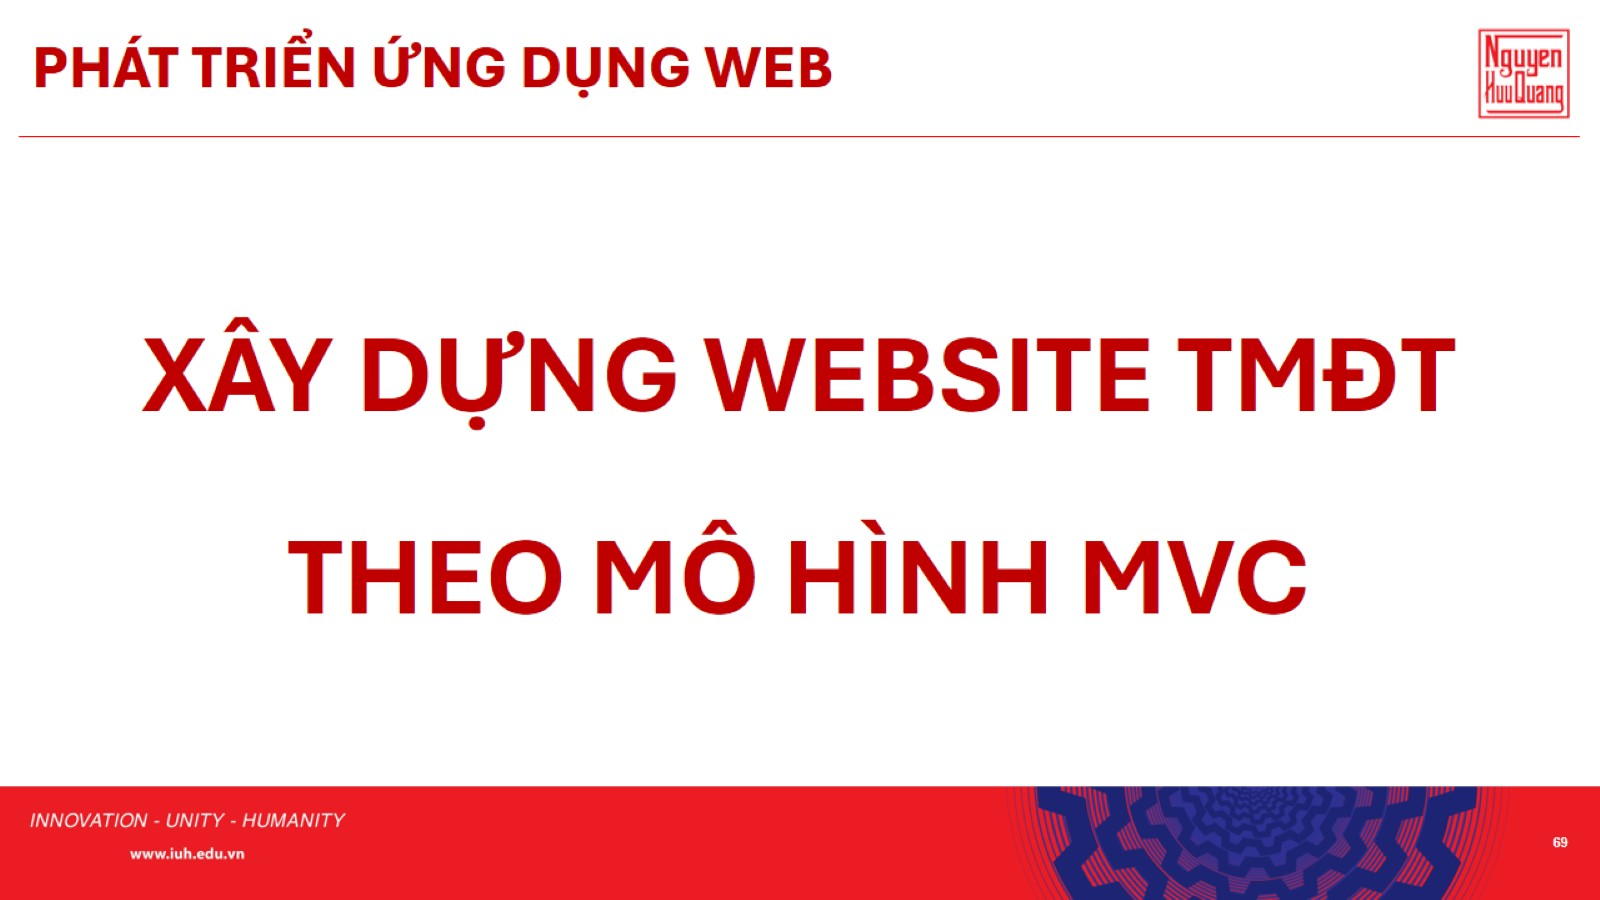 PHÁT TRIỂN ỨNG DỤNG WEB
Nguyen
HuuQuang
XÂY DỰNG WEBSITE TMĐT
THEO MÔ HÌNH MVC
INNOVATION - UNITY - HUMANITY
www.iuh.edu.vn
69